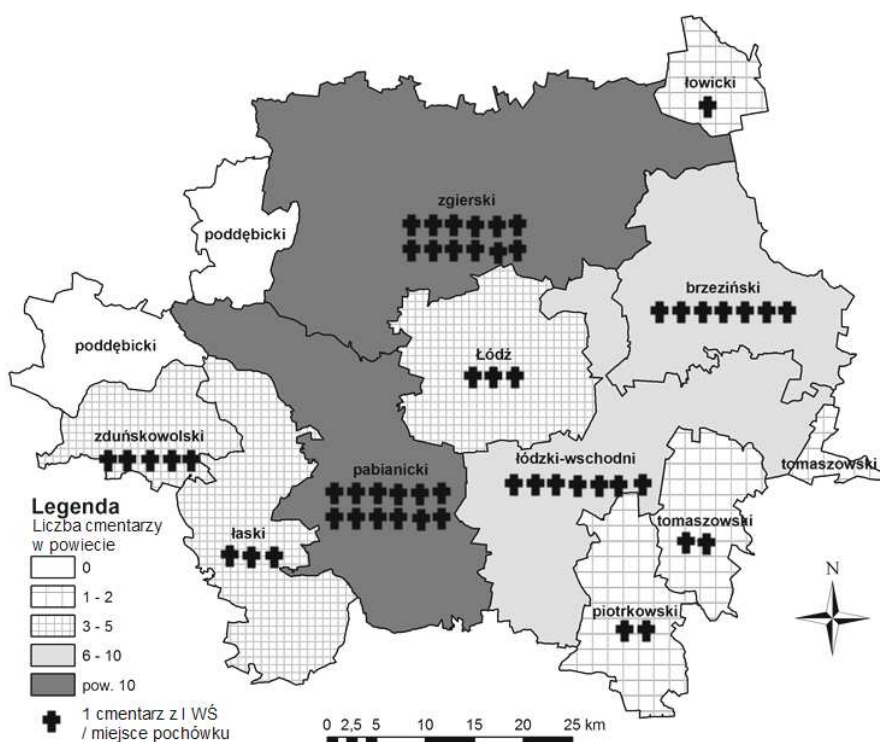 łowicki
zgierski
poddębicki
brzeziński
poddębicki
Łódź
zduńskowolski
łódzki-wschodni
tomaszowski
pabianicki
łaski
tomaszowski
piotrkowski
Legenda
Liczba cmentarzy
w powiecie
0
1 - 2
3 - 5
6 - 10
pow. 10
1 cmentarz z I WŚ
/ miejsce pochówku
N
0 2,5 5 10 15 20 25 km